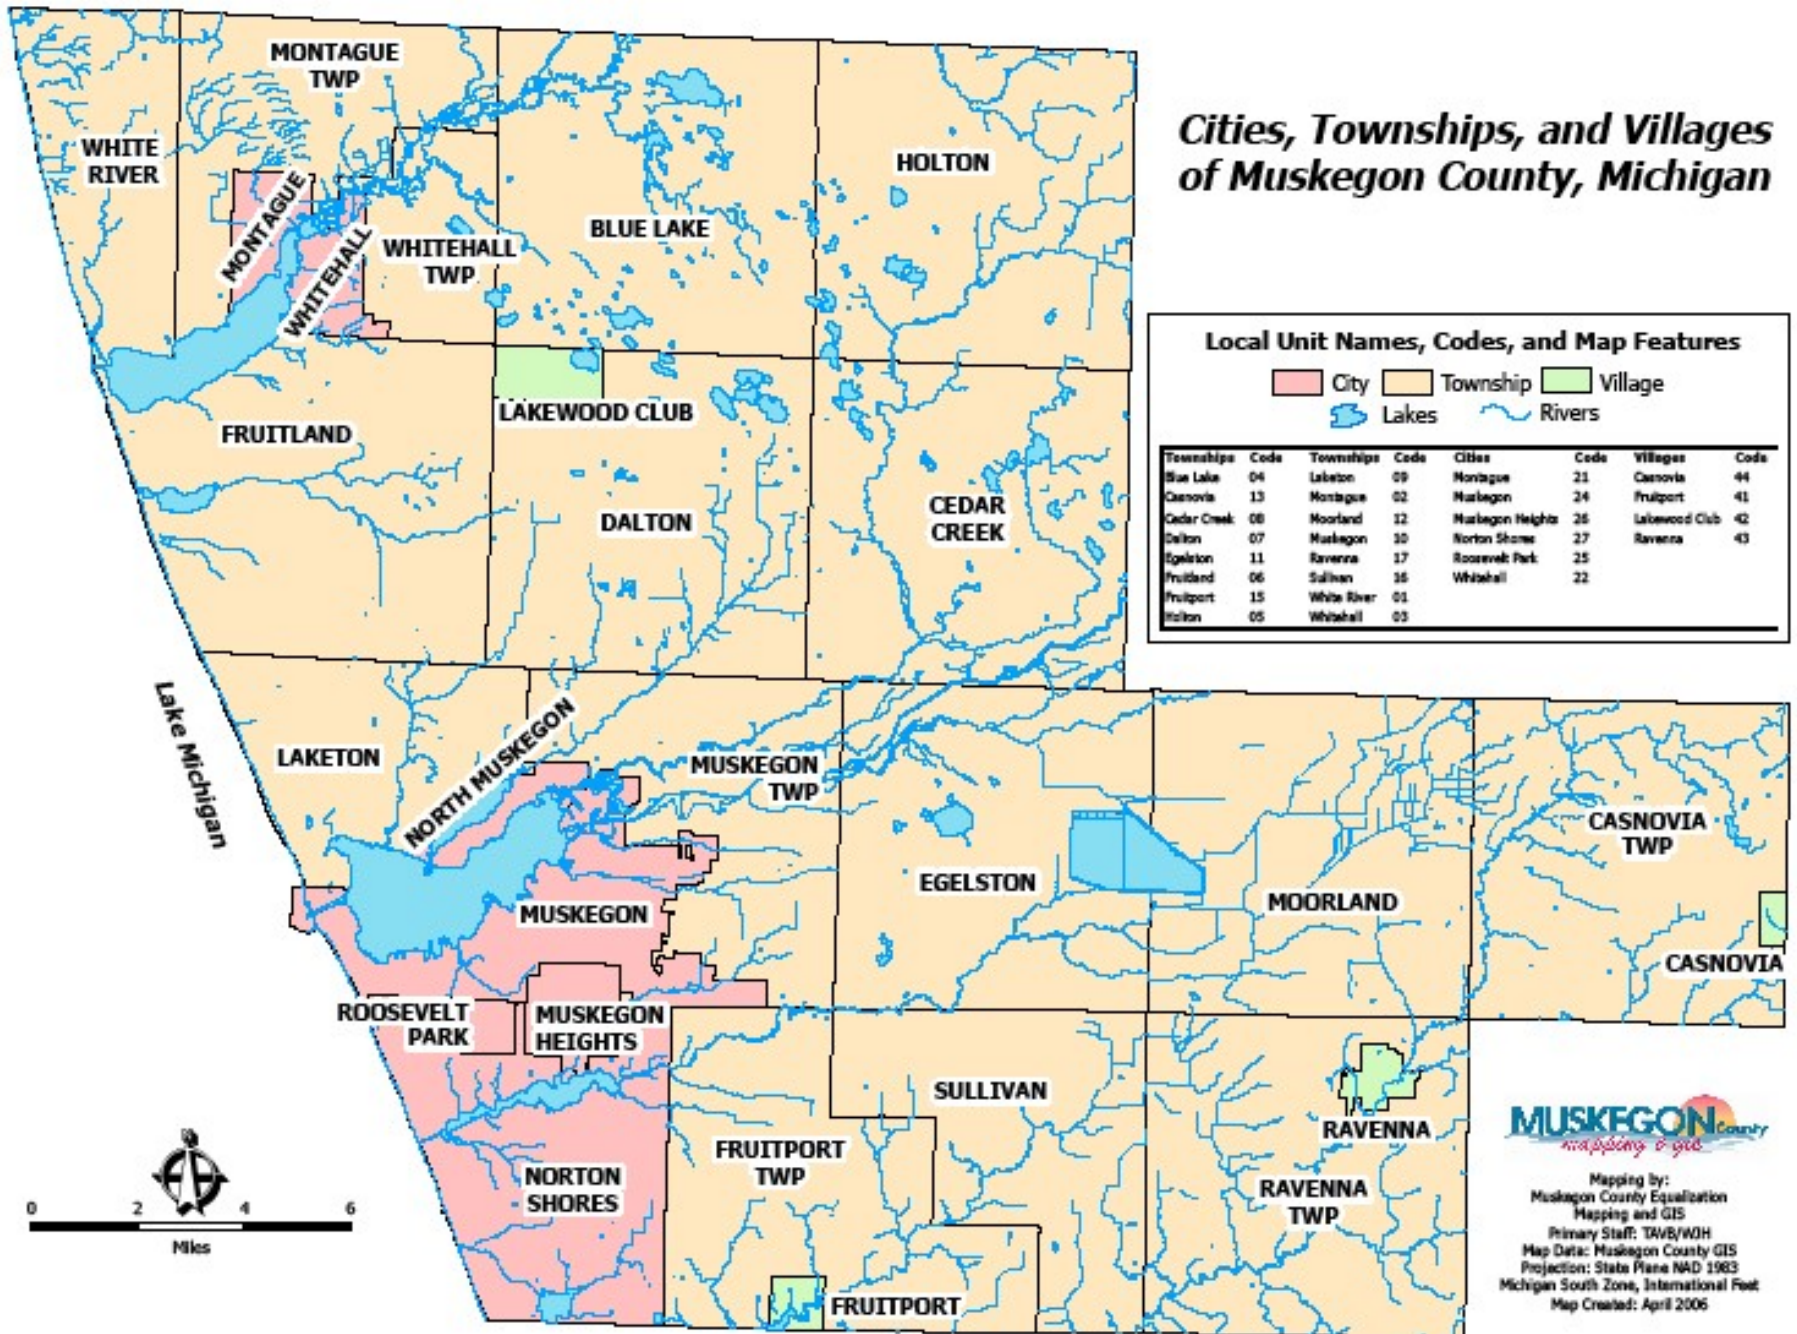 Cities, Townships, and Villages
of Muskegon County, Michigan
MONTAGUE
TWP
WHITE
RIVER
MONTAGUE
WHITEHALL
WHITEHALL
TWP
BLUE LAKE
HOLTON
FRUITLAND
LAKEWOOD CLUB
DALTON
CEDAR
CREEK
Lake Michigan
LAKETON
NORTH MUSKEGON
MUSKEGON
TWP
MUSKEGON
EGELSTON
MOORLAND
CASNOVIA
TWP
CASNOVIA
ROOSEVELT
PARK
MUSKEGON
HEIGHTS
NORTON
SHORES
FRUITPORT
TWP
FRUITPORT
SULLIVAN
RAVENNA
RAVENNA
TWP
0 2 4 6
Miles
Local Unit Names, Codes, and Map Features
City Township Village
Lakes Rivers
Townships Code Townships Code Cities Code Villages Code
Blue Lake 04 Laketon 09 Montague 21 Casnovia 44
Casnovia 13 Montague 02 Muskegon 24 Fruitport 41
Cedar Creek 08 Moorland 12 Muskegon Heights 26 Lakewood Club 42
Dalton 07 Muskegon 10 Norton Shores 27 Ravenna 43
Egelston 11 Ravenna 17 Roosevelt Park 25
Fruitland 06 Sullivan 16 Whitehall 22
Fruitport 15 White River 01
Holton 05 Whitehall 03
MUSKEGON County
mapping & gis
Mapping by:
Muskegon County Equalization
Mapping and GIS
Primary Staff: TAVB/WJH
Map Data: Muskegon County GIS
Projection: State Plane NAD 1983
Michigan South Zone, International Feet
Map Created: April 2006